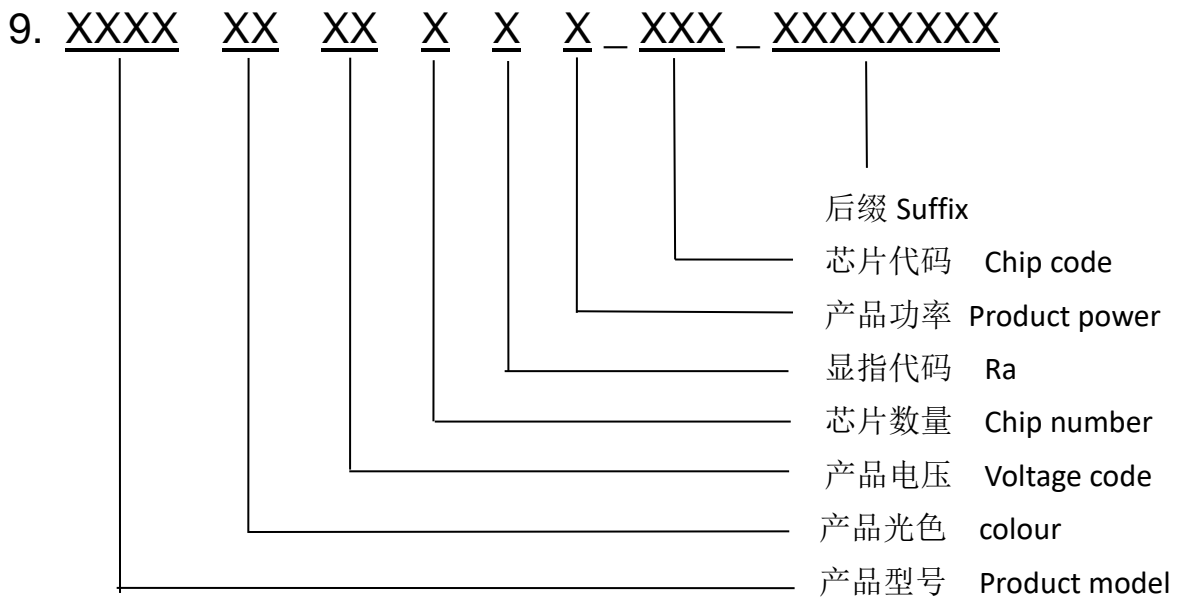 9. XXXX XX XX X X X _ XXX _ XXXXXXXX
后缀 Suffix
芯片代码 Chip code
产品功率 Product power
显指代码 Ra
芯片数量 Chip number
产品电压 Voltage code
产品光色 colour
产品型号 Product model